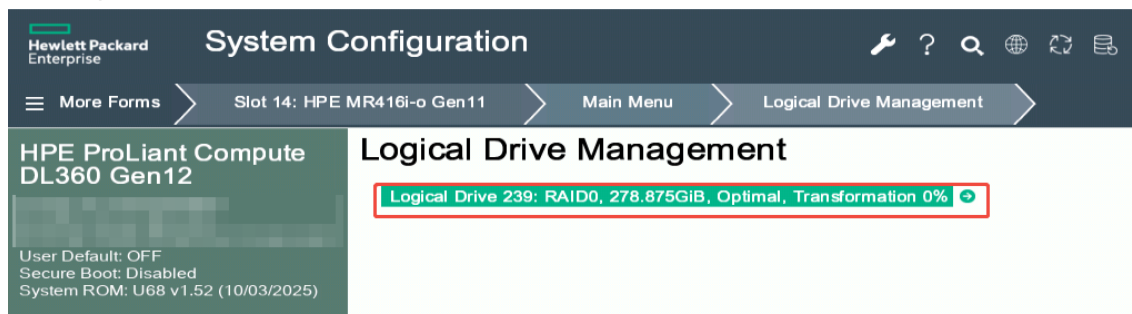 Hewlett Packard
Enterprise
System Configuration
?
More Forms
Slot 14: HPE MR416i-o Gen11
Main Menu
Logical Drive Management
HPE ProLiant Compute
DL360 Gen12
User Default: OFF
Secure Boot: Disabled
System ROM: U68 v1.52 (10/03/2025)
Logical Drive Management
Logical Drive 239: RAID0, 278.875GiB, Optimal, Transformation 0%